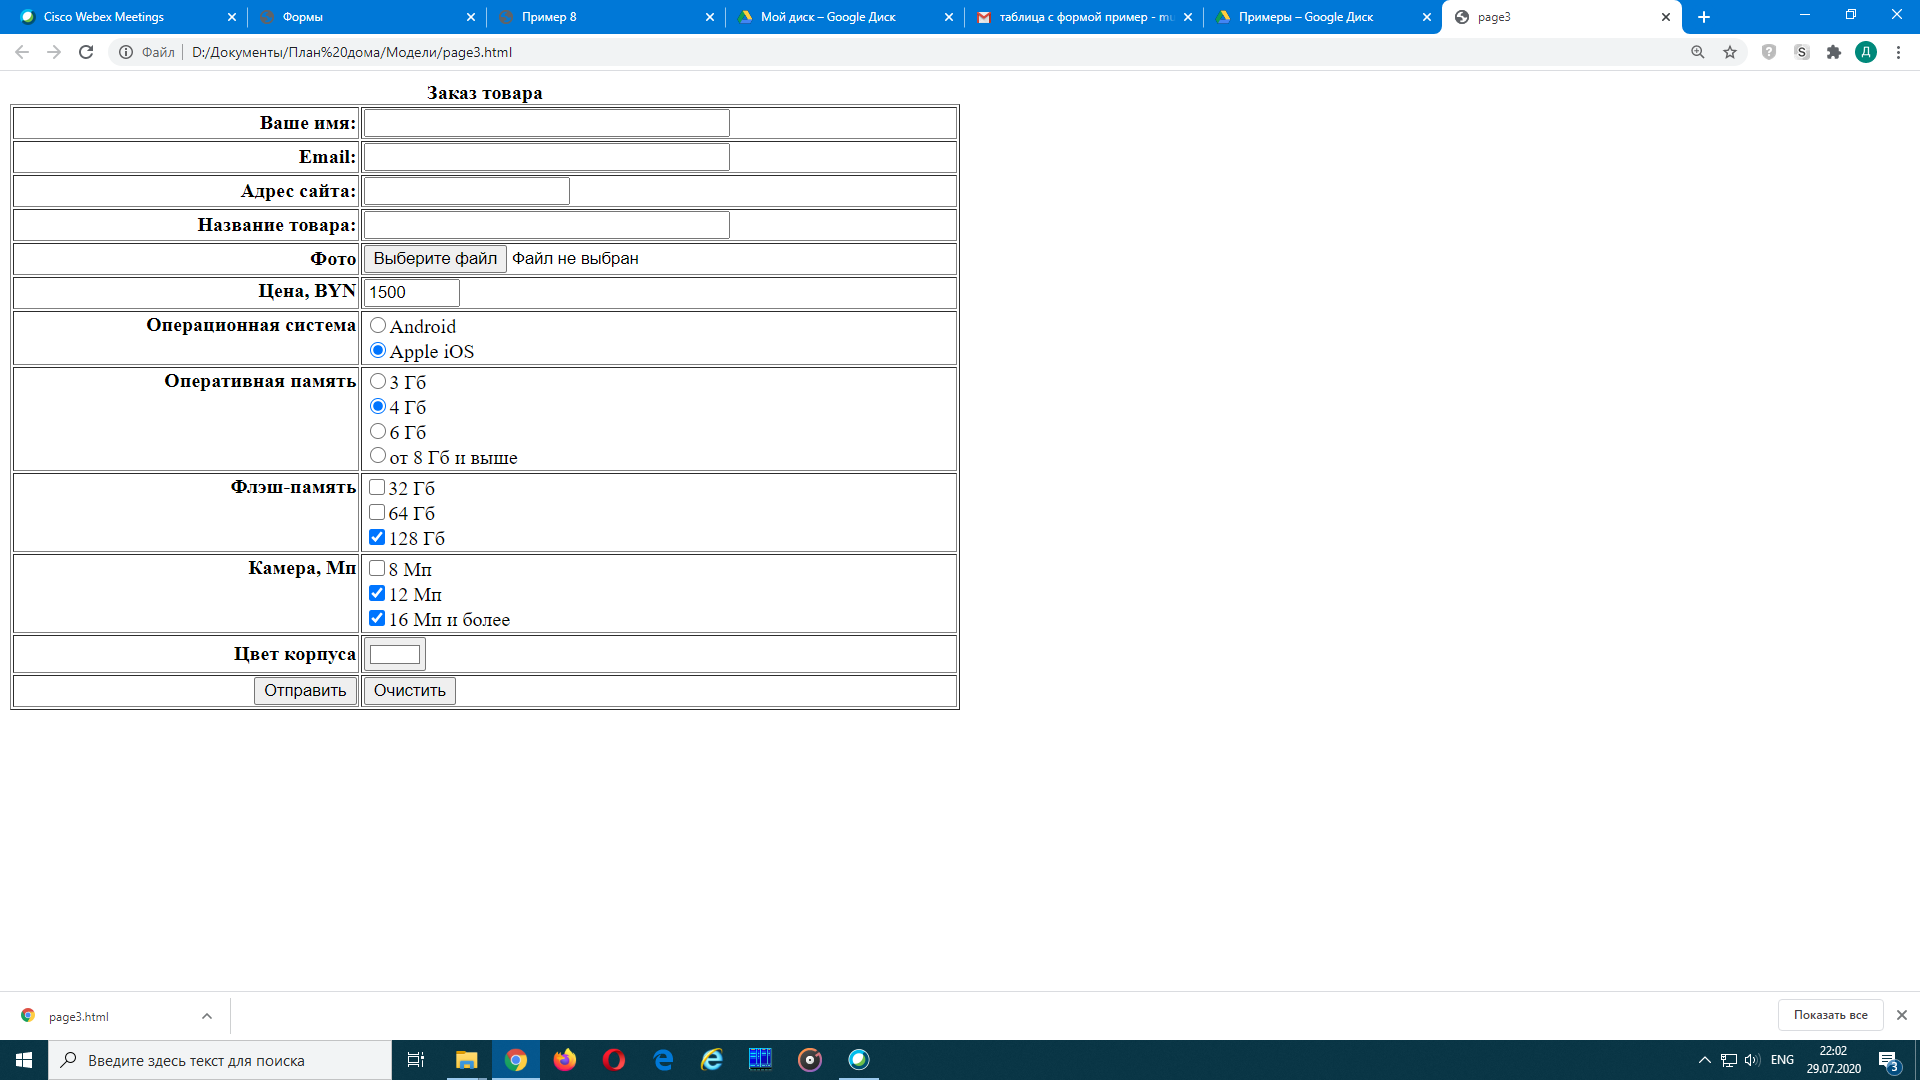 Cisco Webex Meetings
Формы
Пример 8
Мой диск – Google Диск
таблица с формой пример - mu
Примеры – Google Диск
page3
Файл
D:/Документы/План%20дома/Модели/page3.html
S
Д
Заказ товара
Ваше имя:
Email:
Адрес сайта:
Название товара:
Фото Выберите файл Файл не выбран
Цена, BYN 1500
Операционная система Android
Apple iOS
Оперативная память 3 Гб
4 Гб
6 Гб
от 8 Гб и выше
Флэш-память 32 Гб
64 Гб
128 Гб
Камера, Мп 8 Мп
12 Мп
16 Мп и более
Цвет корпуса
Отправить Очистить
page3.html
Показать все
Введите здесь текст для поиска
ENG
22:02
29.07.2020
3